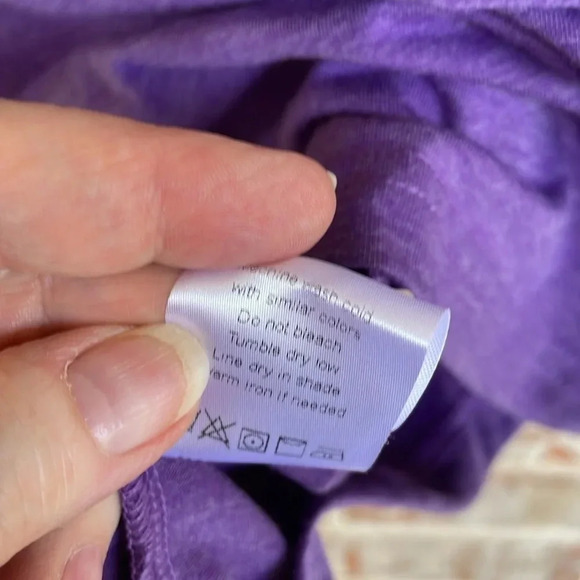 wash cold
with similar colors
Do not bleach
Tumble dry low
Line dry in shade
iron if needed